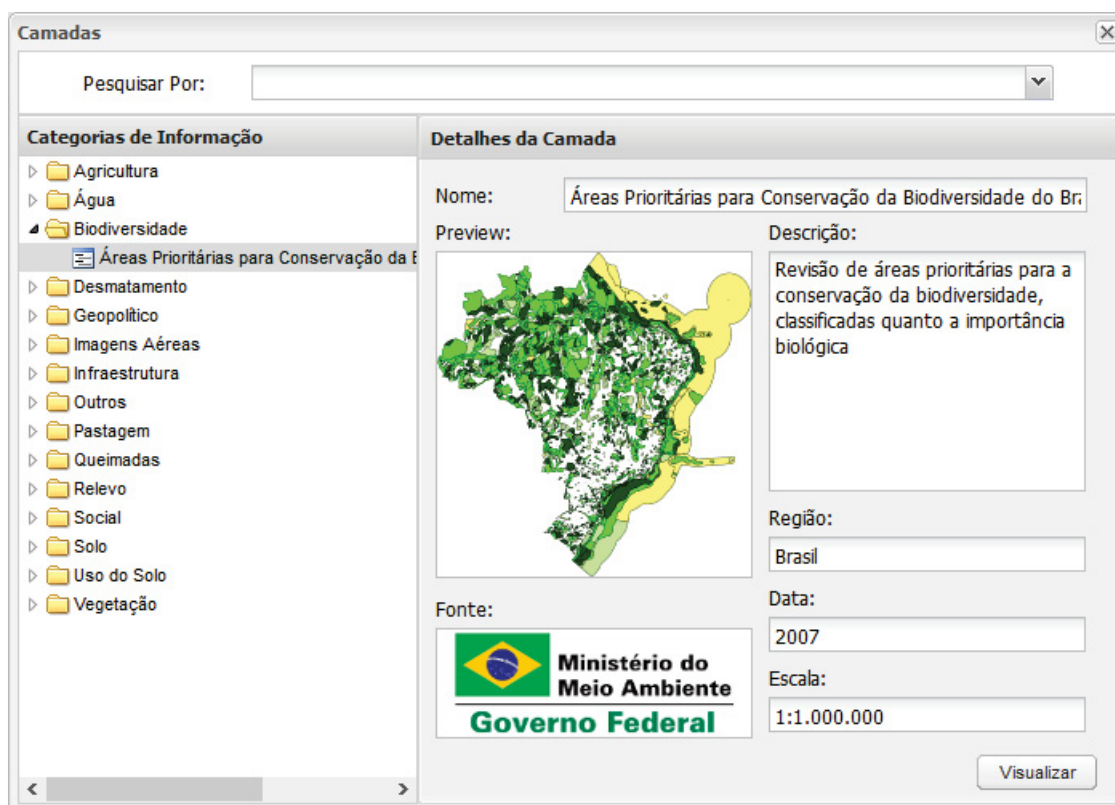 Camadas
Pesquisar Por:
Categorias de Informação
Agricultura
Água
Biodiversidade
Áreas Prioritárias para Conservação da
Desmatamento
Geopolítico
Imagens Aéreas
Infraestrutura
Outros
Pastagem
Queimadas
Relevo
Social
Solo
Uso do Solo
Vegetação
Detalhes da Camada
Nome:
Áreas Prioritárias para Conservação da Biodiversidade do
Preview:
Descrição:
Revisão de áreas prioritárias para a
conservação da biodiversidade,
classificadas quanto a importância
biológica
Região:
Brasil
Data:
2007
Escala:
1:1.000.000
Fonte:
Ministério do
Meio Ambiente
Governo Federal
Visualizar